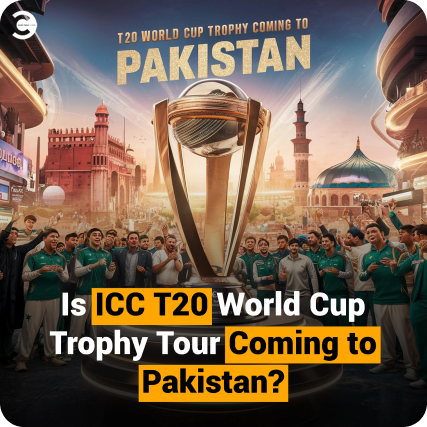 T20 WORLD CUP TROPHY COMING TO
PAKISTAN
Is ICC T20 World Cup
Trophy Tour Coming to
Pakistan?